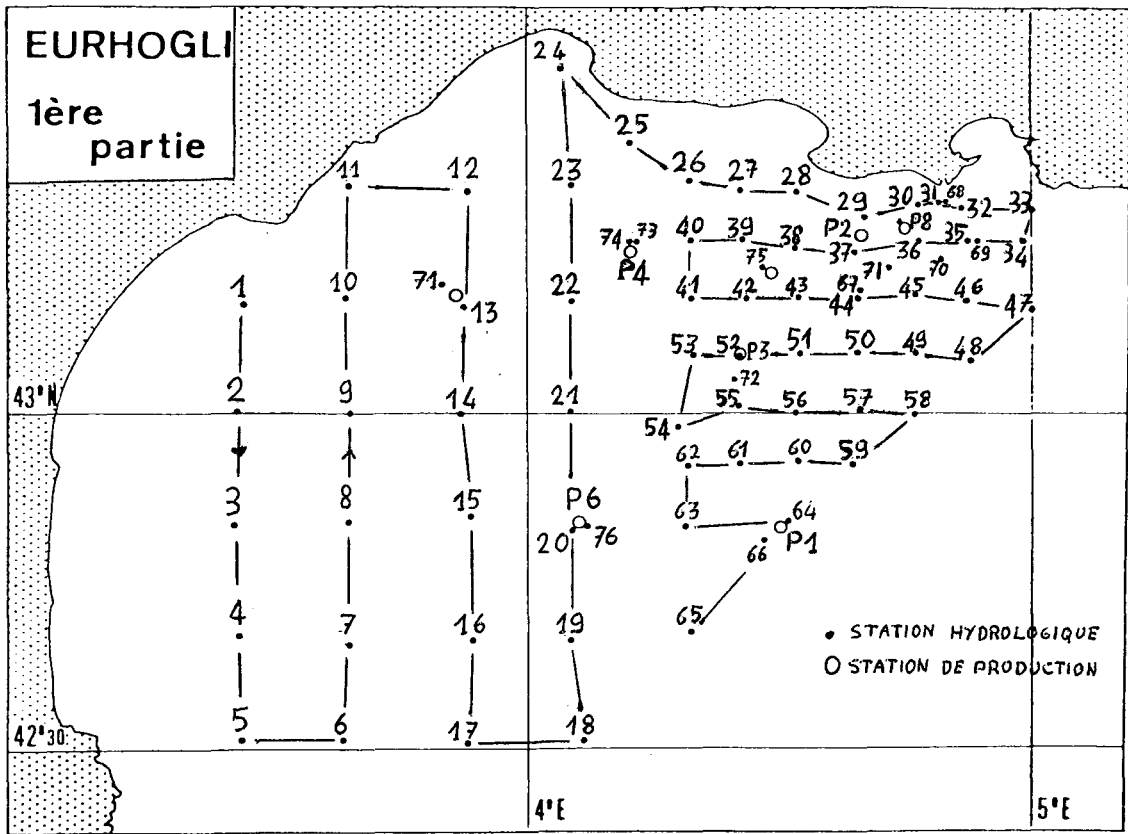 EURHOGLI
1ère
partie
24
25
11 12 23 26 27 28
29 30 31 68 32 33
74 73 40 39 38 P2 P8
P4 37 36 35 69 34
1 10 71 13 22 75 71 70
41 42 43 67 44 45 46 47
53 52 P3 51 50 49 48
72
43°N 2 9 14 21 55 56 57 58
54
62 61 60 59
3 8 15 P6 63 64
20 76 66 P1
4 7 16 19 65
• STATION HYDROLOGIQUE
O STATION DE PRODUCTION
5 6 17 18
42°30
4°E 5°E